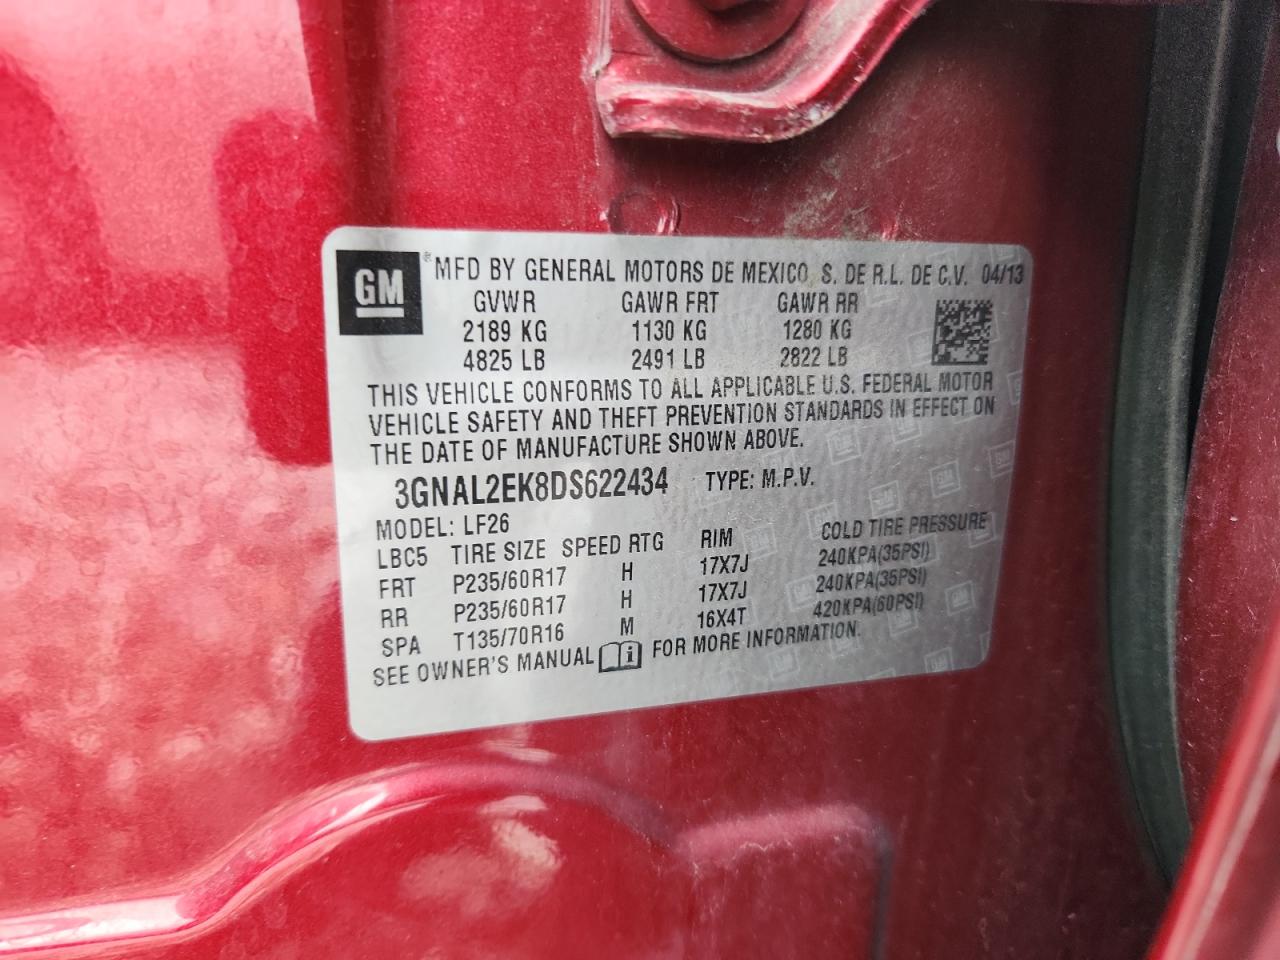 GM
® MFD BY GENERAL MOTORS DE MEXICO S. DE R.L. DE C.V. 04/13
GVWR GAWR FRT GAWR RR
2189 KG 1130 KG 1280 KG
4825 LB 2491 LB 2822 LB
THIS VEHICLE CONFORMS TO ALL APPLICABLE U.S. FEDERAL MOTOR
VEHICLE SAFETY AND THEFT PREVENTION STANDARDS IN EFFECT ON
THE DATE OF MANUFACTURE SHOWN ABOVE.
3GNAL2EK8DS622434 TYPE: M.P.V.
MODEL: LF26
LBC5 TIRE SIZE SPEED RTG RIM COLD TIRE PRESSURE
FRT P235/60R17 H 17X7J 240KPA(35PSI)
RR P235/60R17 H 17X7J 240KPA(35PSI)
SPA T135/70R16 M 16X4T 420KPA(60PSI)
SEE OWNER'S MANUAL i FOR MORE INFORMATION.